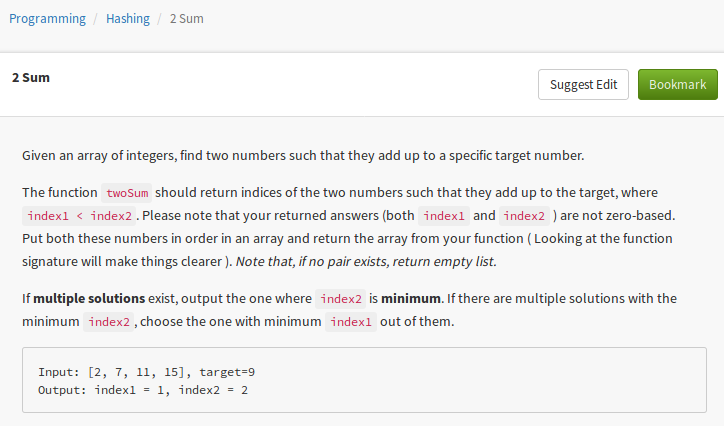 Programming / Hashing / 2 Sum
2 Sum
Suggest Edit
Bookmark
Given an array of integers, find two numbers such that they add up to a specific target number.
The function twoSum should return indices of the two numbers such that they add up to the target, where
index1 < index2 . Please note that your returned answers (both index1 and index2 ) are not zero-based.
Put both these numbers in order in an array and return the array from your function ( Looking at the function
signature will make things clearer ). Note that, if no pair exists, return empty list.
If multiple solutions exist, output the one where index2 is minimum. If there are multiple solutions with the
minimum index2 , choose the one with minimum index1 out of them.
Input: [2, 7, 11, 15], target=9
Output: index1 = 1, index2 = 2